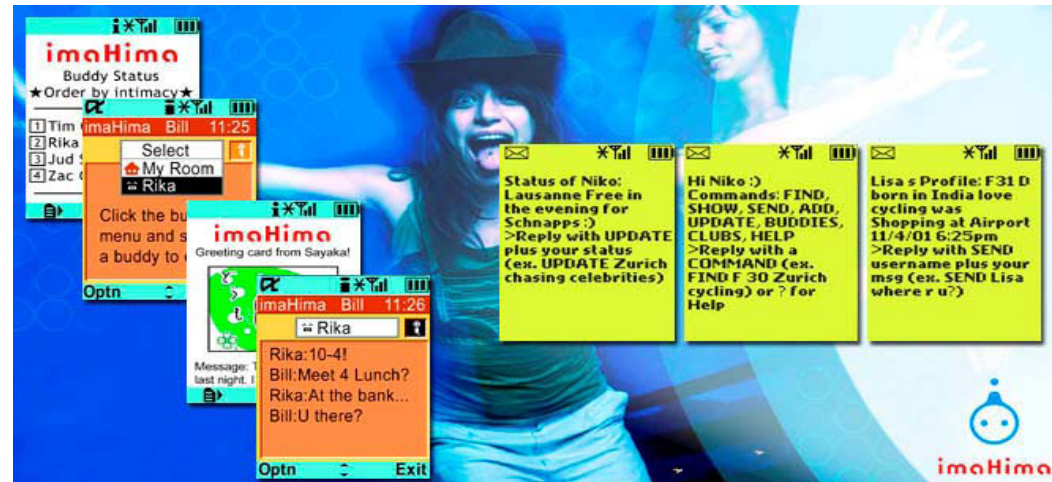 imaHima
Buddy Status
★Order by intimacy★
1 Tim
2 Rika
3 Jud
4 Zac
imaHima Bill 11:25
Select
My Room
Rika
Click the bu
menu and s
a buddy to
Optn
imaHima
Greeting card from Sayaka!
Message:
last night. I
imaHima Bill 11:26
Rika
Rika:10-4!
Bill:Meet 4 Lunch?
Rika:At the bank...
Bill:U there?
Optn Exit
Status of Niko:
Lausanne Free in
the evening for
Schnapps :)
>Reply with UPDATE
plus your status
(ex. UPDATE Zurich
chasing celebrities)
Hi Niko :)
Commands: FIND,
SHOW, SEND, ADD,
UPDATE, BUDDIES,
CLUBS, HELP
>Reply with a
COMMAND (ex.
FIND F 30 Zurich
cycling) or ? for
Help
Lisa s Profile: F31 D
born in India love
cycling was
Shopping at Airport
11/4/01 6:25pm
>Reply with SEND
username plus your
msg (ex. SEND Lisa
where r u?)
imaHima